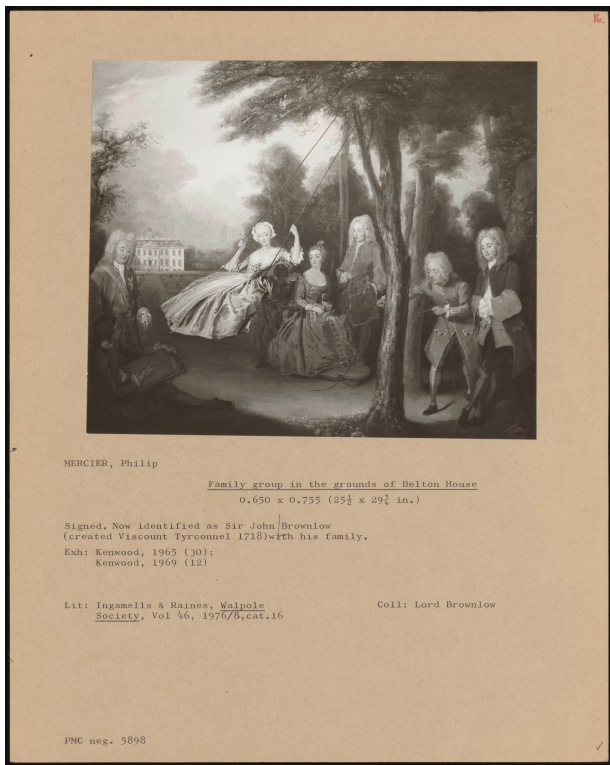 16.
MERCIER, Philip
Family group in the grounds of Belton House
0.650 x 0.755 (25½ x 29¾ in.)
Signed. Now identified as Sir John Brownlow
(created Viscount Tyrconnel 1718)with his family.
Exh: Kenwood, 1965 (30);
Kenwood, 1969 (12)
Lit: Ingamells & Raines, Walpole
Society, Vol 46, 1976/8,cat.16
Coll: Lord Brownlow
PMC neg. 5898